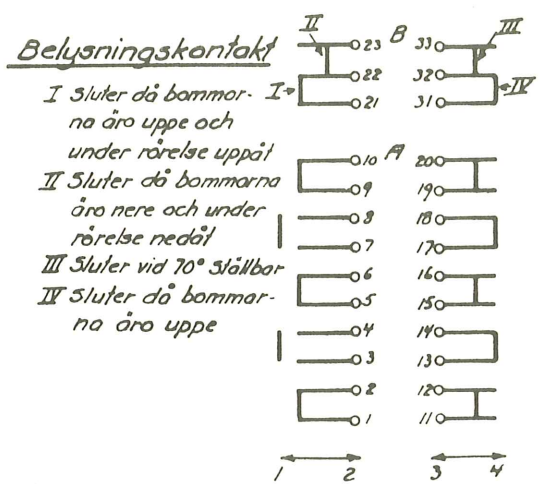 Belysningskontakt
I Sluter då bommar-
na äro uppe och
under rörelse uppåt
II Sluter då bommarna
äro nere och under
rörelse nedåt
III Sluter vid 70° ställbar
IV Sluter då bommar-
na äro uppe
II III
23 B 33
22 32
I 21 31 IV
10 A 20
9 19
8 18
7 17
6 16
5 15
4 14
3 13
2 12
1 11
1 2 3 4